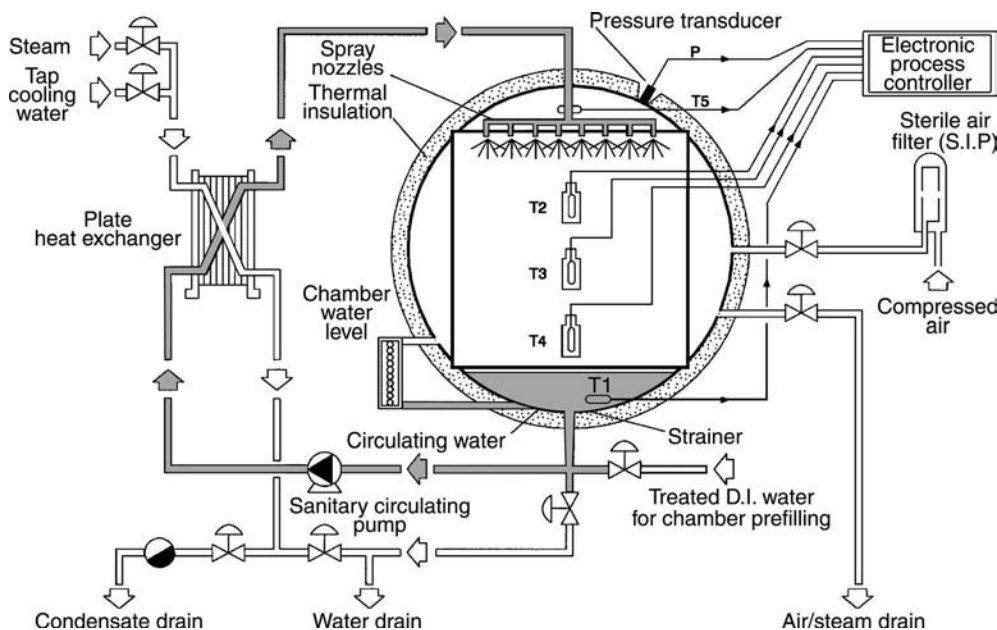 Steam
Tap
cooling
water
Spray
nozzles
Thermal
insulation
Pressure transducer
P
T5
Electronic
process
controller
Sterile air
filter (S.I.P)
Plate
heat exchanger
T2
T3
T4
Chamber
water
level
Compressed
air
T1
Circulating water
Strainer
Sanitary circulating
pump
Treated D.I. water
for chamber prefilling
Condensate drain
Water drain
Air/steam drain